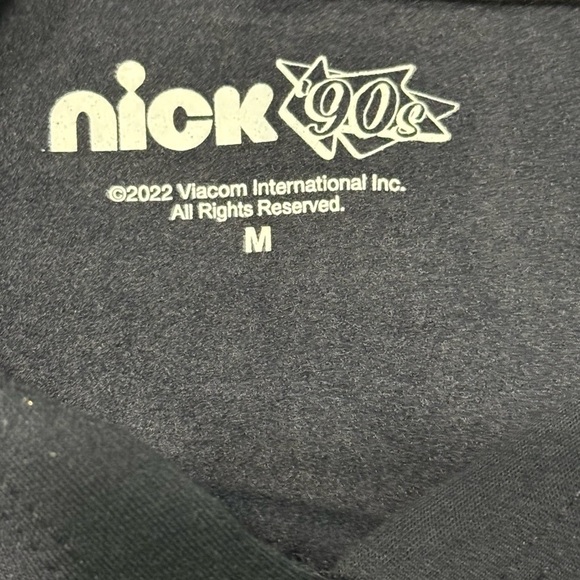 nick '90s
©2022 Viacom International Inc.
All Rights Reserved.
M